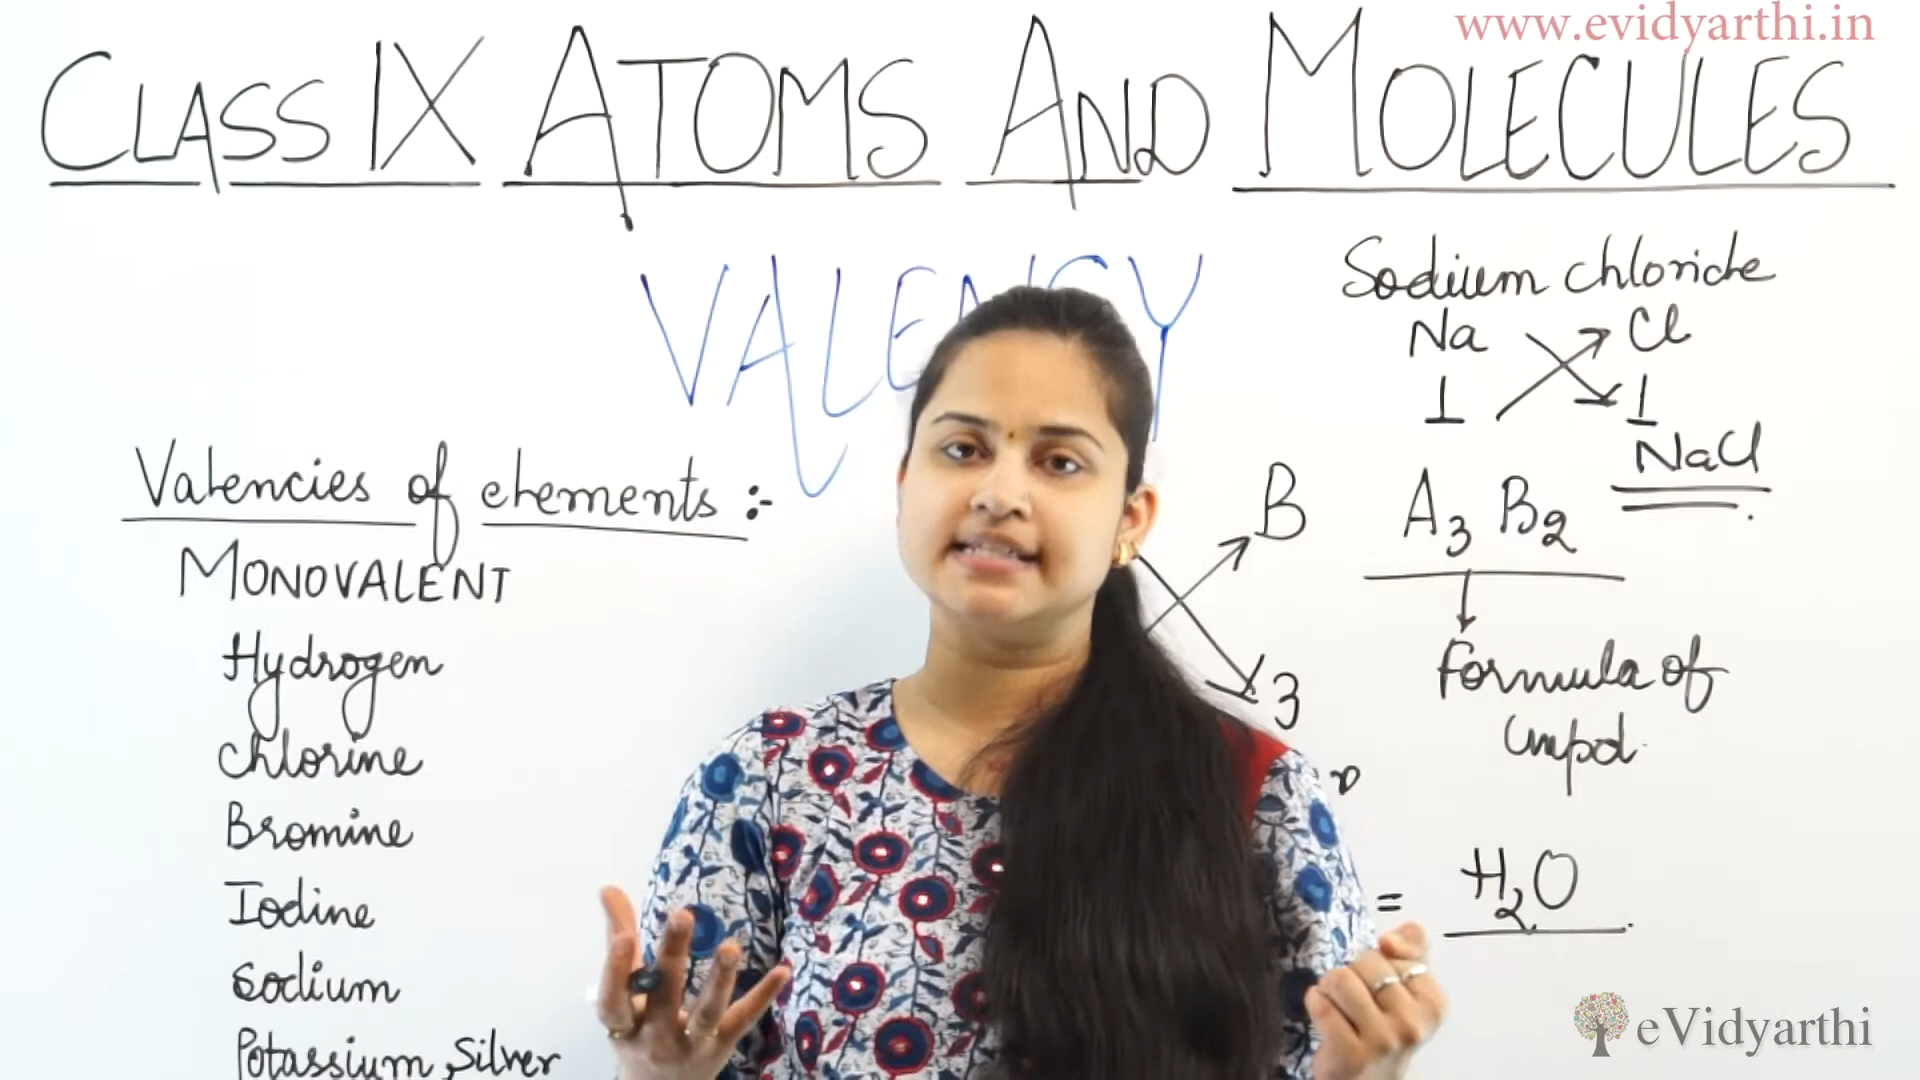 www.evidyarthi.in
CLASS IX ATOMS AND MOLECULES
VALENCY
Sodium chloride
Na Cl
1 1
NaCl
Valencies of elements :-
MONOVALENT
Hydrogen
Chlorine
Bromine
Iodine
Sodium
Potassium, Silver
B
3
A3 B2
Formula of
cmpd.
= H2O
eVidyarthi